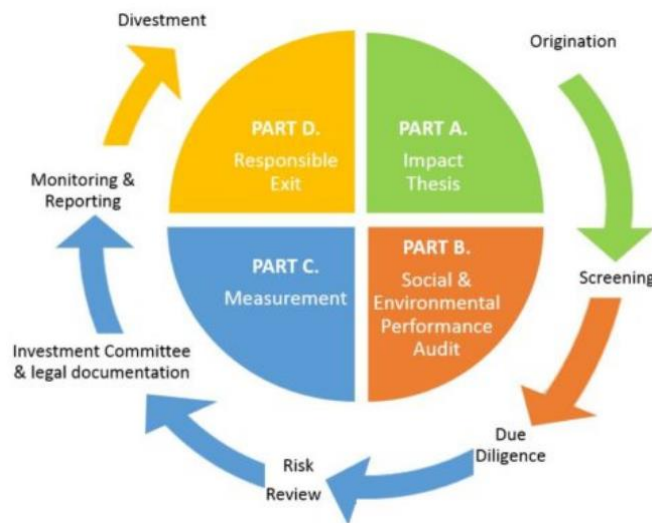 Divestment
Origination
PART D.
Responsible
Exit
PART A.
Impact
Thesis
Monitoring &
Reporting
PART B.
Social &
Environmental
Performance
Audit
PART C.
Measurement
Screening
Investment Committee
& legal documentation
Due
Diligence
Risk
Review